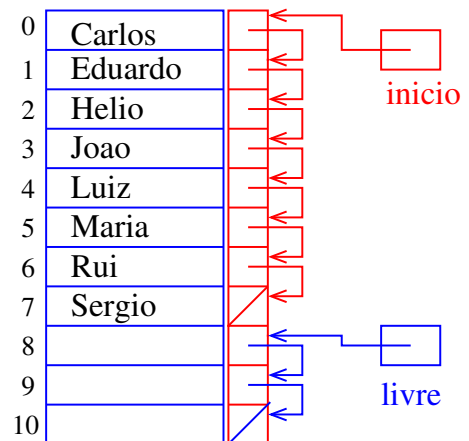 0 Carlos
1 Eduardo
inicio
2 Helio
3 Joao
4 Luiz
5 Maria
6 Rui
7 Sergio
8
9
livre
10